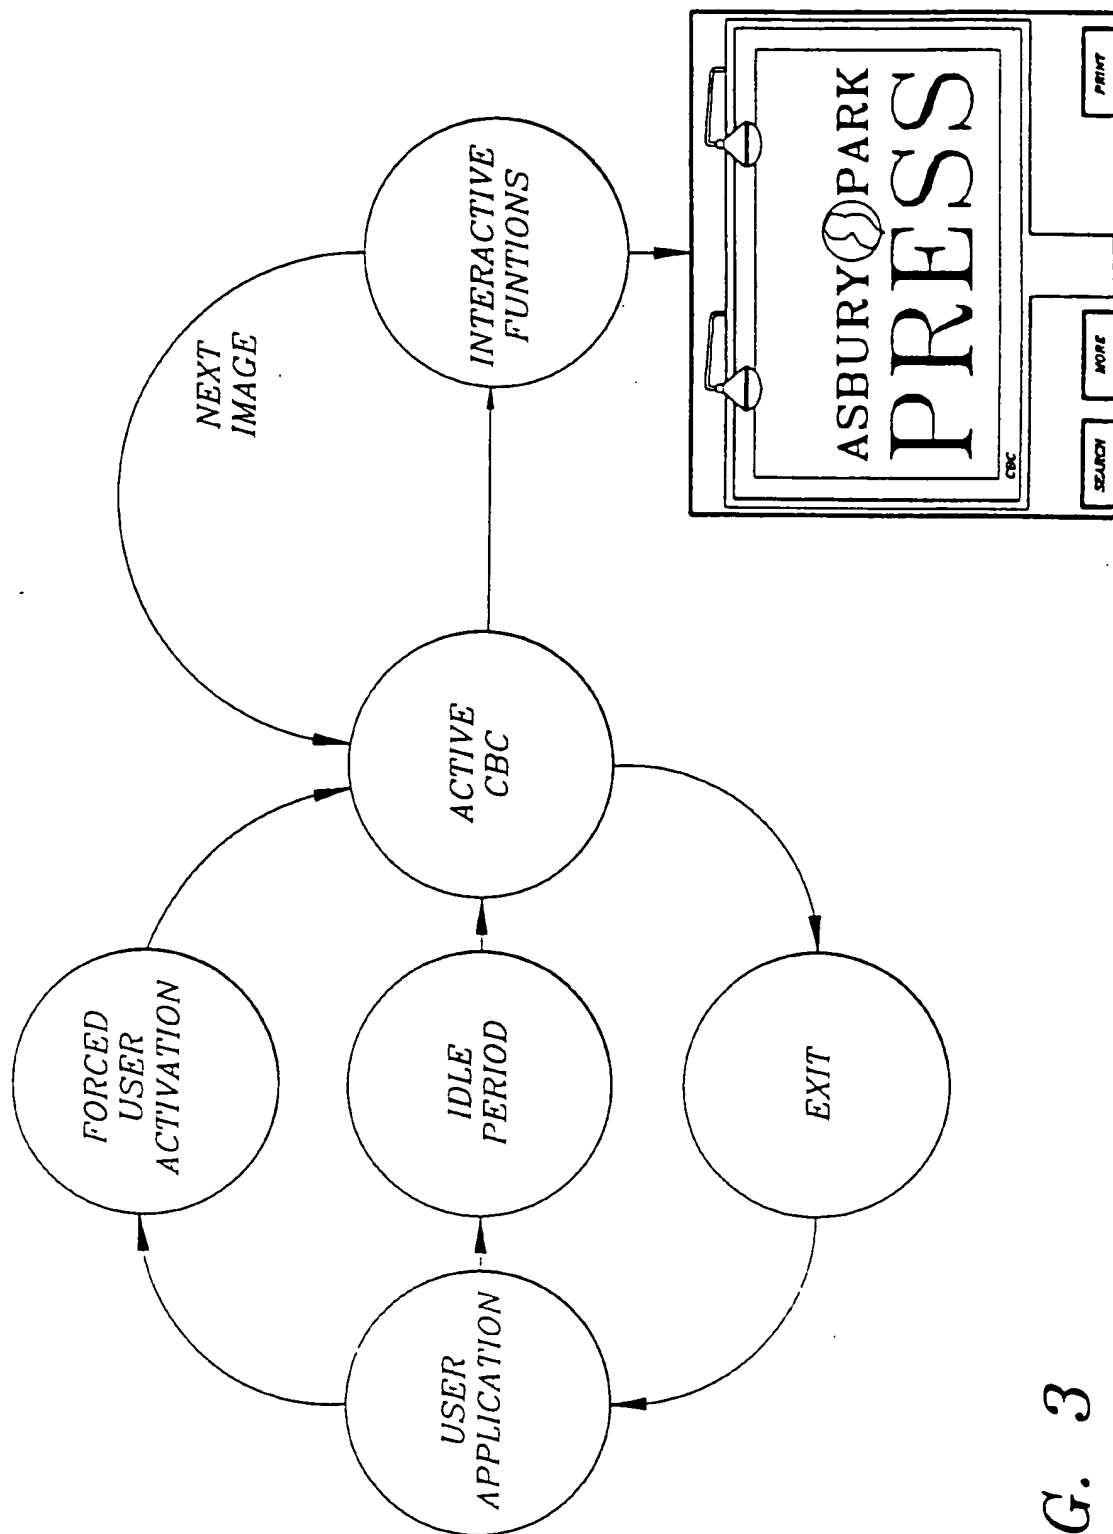 FORCED
USER
ACTIVATION
NEXT
IMAGE
USER
APPLICATION
IDLE
PERIOD
ACTIVE
CBC
INTERACTIVE
FUNTIONS
EXIT
ASBURY PARK
PRESS
CBC
SEARCH
MORE
PRINT
G. 3